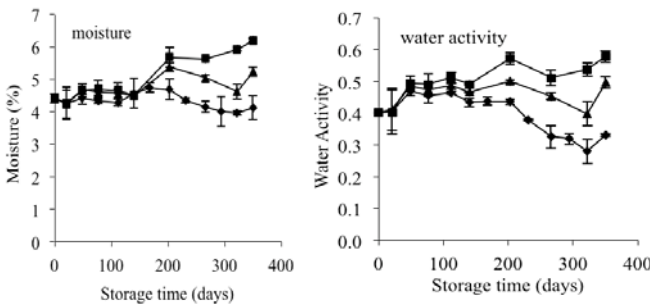 moisture
Moisture (%)
7
6
5
4
3
2
1
0
0 100 200 300 400
Storage time (days)
water activity
Water Activity
0.7
0.6
0.5
0.4
0.3
0.2
0.1
0.0
0 100 200 300 400
Storage time (days)